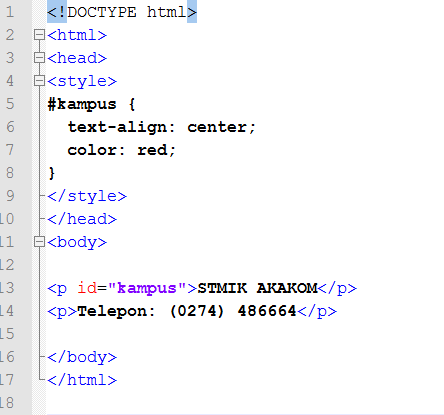 1 <!DOCTYPE html>
2 <html>
3 <head>
4 <style>
5 #kampus {
6   text-align: center;
7   color: red;
8 }
9 </style>
10 </head>
11 <body>
12
13 <p id="kampus">STMIK AKAKOM</p>
14 <p>Telepon: (0274) 486664</p>
15
16 </body>
17 </html>
18